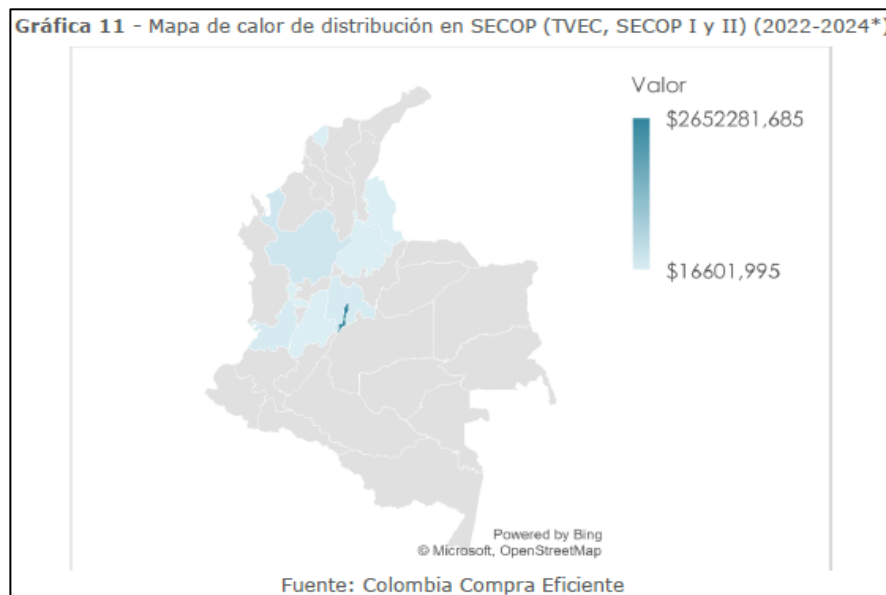 Gráfica 11 - Mapa de calor de distribución en SECOP (TVEC, SECOP I y II) (2022-2024*)
Valor
$2652281,685
$16601,995
Powered by Bing
© Microsoft, OpenStreetMap
Fuente: Colombia Compra Eficiente